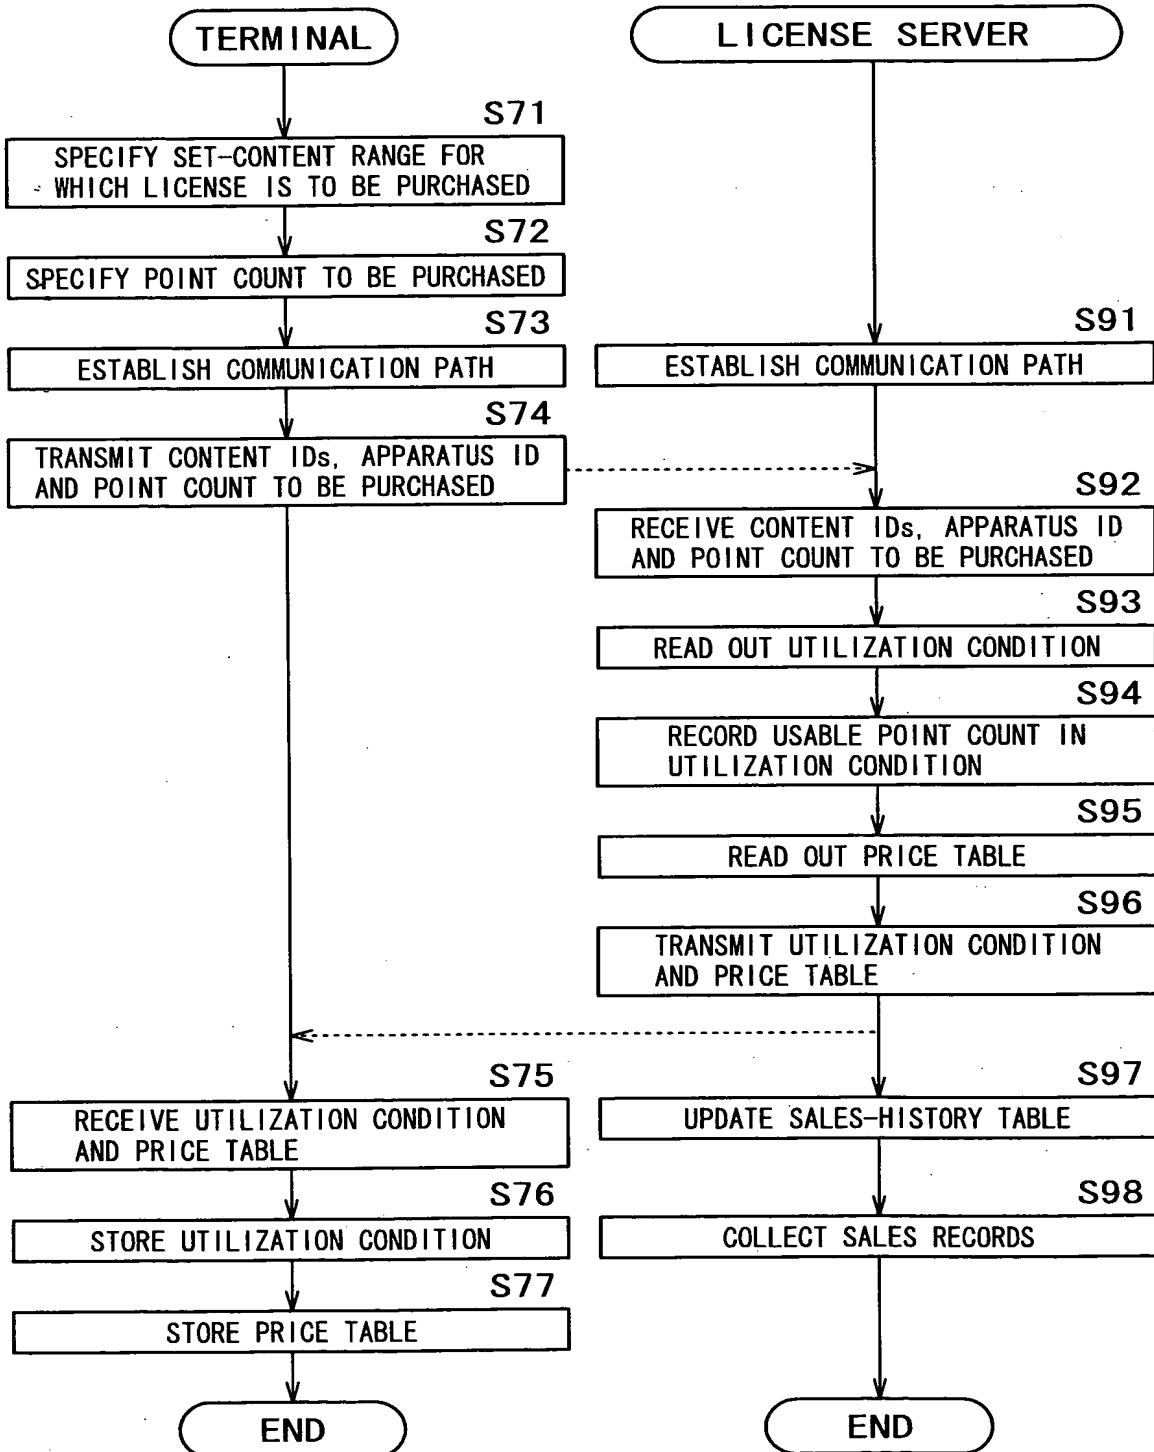 TERMINAL
S71
SPECIFY SET-CONTENT RANGE FOR
WHICH LICENSE IS TO BE PURCHASED
S72
SPECIFY POINT COUNT TO BE PURCHASED
S73
ESTABLISH COMMUNICATION PATH
S74
TRANSMIT CONTENT IDs, APPARATUS ID
AND POINT COUNT TO BE PURCHASED
S75
RECEIVE UTILIZATION CONDITION
AND PRICE TABLE
S76
STORE UTILIZATION CONDITION
S77
STORE PRICE TABLE
END
LICENSE SERVER
S91
ESTABLISH COMMUNICATION PATH
S92
RECEIVE CONTENT IDs, APPARATUS ID
AND POINT COUNT TO BE PURCHASED
S93
READ OUT UTILIZATION CONDITION
S94
RECORD USABLE POINT COUNT IN
UTILIZATION CONDITION
S95
READ OUT PRICE TABLE
S96
TRANSMIT UTILIZATION CONDITION
AND PRICE TABLE
S97
UPDATE SALES-HISTORY TABLE
S98
COLLECT SALES RECORDS
END